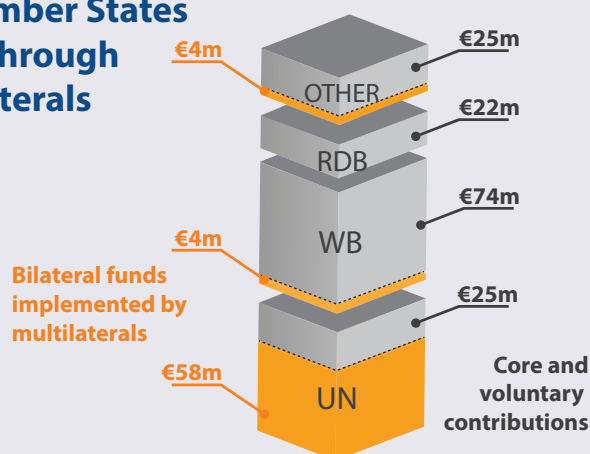 mber States
hrough
terals
€4m
€25m
OTHER
€22m
RDB
€74m
WB
€4m
Bilateral funds
implemented by
multilaterals
€25m
€58m
UN
Core and
voluntary
contributions